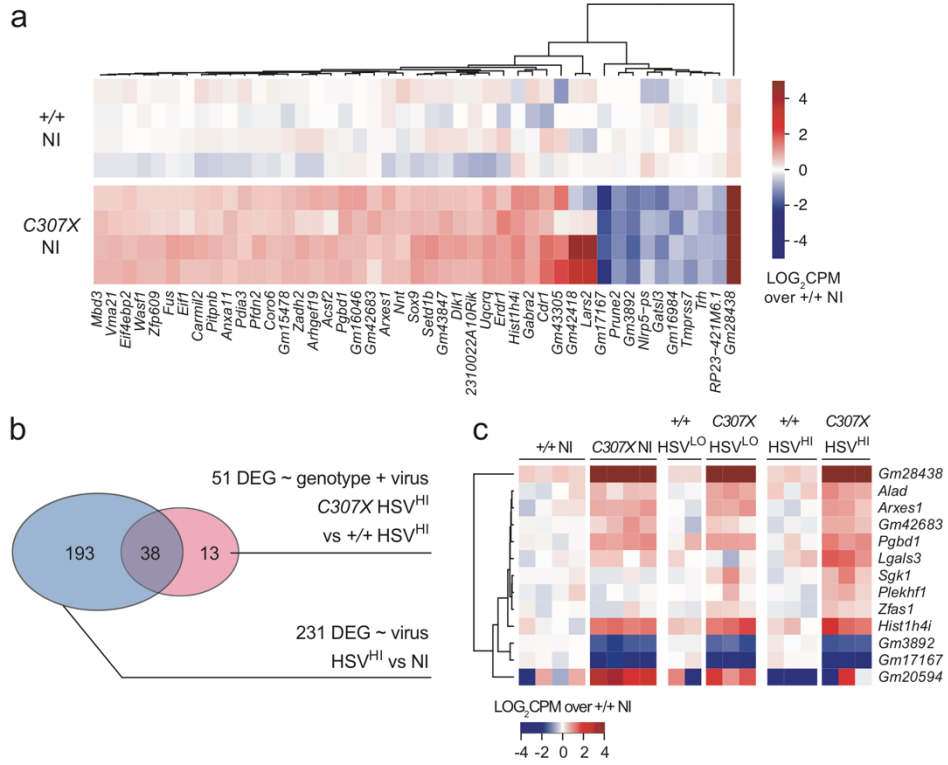 a
+/+
NI
C307X
NI
4
2
0
-2
-4
LOG₂CPM
over +/+ NI
Mbd3
Vma21
Eif4ebp2
Wasf1
Zfp609
Fus
Eif1
Carmil2
Pitpnb
Anxa11
Pdia3
Pfdn2
Coro6
Gm15478
Zadh2
Arhgef19
Acsf2
Pgbd1
Gm16046
Gm42683
Arxes1
Nnt
Sox9
Setd1b
Gm43847
Dlk1
2310022A10Rik
Uqcrq
Erdr1
Hist1h4i
Gabra2
Cdr1
Gm43305
Gm42418
Lars2
Gm17167
Prune2
Gm3892
Nlrp5-ps
Gatsl3
Gm16984
Tmprss7
Trh
RP23-421M6.1
Gm28438
b
51 DEG ~ genotype + virus
C307X HSVᴴᴵ
vs +/+ HSVᴴᴵ
193
38
13
231 DEG ~ virus
HSVᴴᴵ vs NI
c
+/+ NI
C307X NI
+/+
HSVᴸᴼ
C307X
HSVᴸᴼ
+/+
HSVᴴᴵ
C307X
HSVᴴᴵ
Gm28438
Alad
Arxes1
Gm42683
Pgbd1
Lgals3
Sgk1
Plekhf1
Zfas1
Hist1h4i
Gm3892
Gm17167
Gm20594
LOG₂CPM over +/+ NI
-4 -2 0 2 4